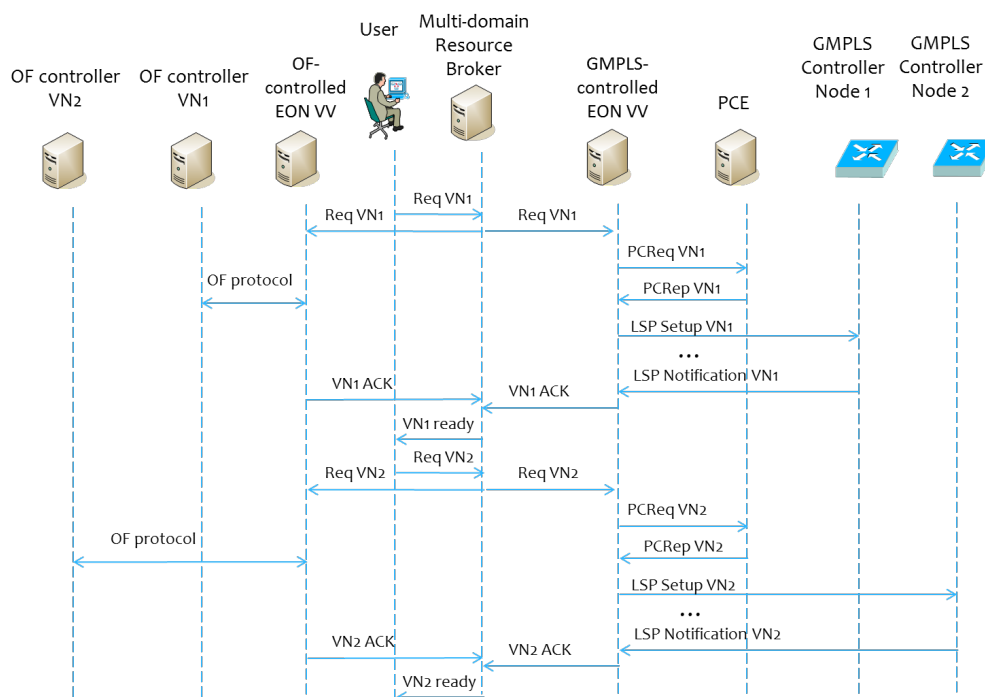 User
Multi-domain
Resource
Broker
OF controller
VN2
OF controller
VN1
OF-
controlled
EON VV
GMPLS-
controlled
EON VV
PCE
GMPLS
Controller
Node 1
GMPLS
Controller
Node 2
Req VN1
Req VN1
Req VN1
PCReq VN1
OF protocol
PCRep VN1
LSP Setup VN1
...
LSP Notification VN1
VN1 ACK
VN1 ACK
VN1 ready
Req VN2
Req VN2
Req VN2
PCReq VN2
OF protocol
PCRep VN2
LSP Setup VN2
...
LSP Notification VN2
VN2 ACK
VN2 ACK
VN2 ready